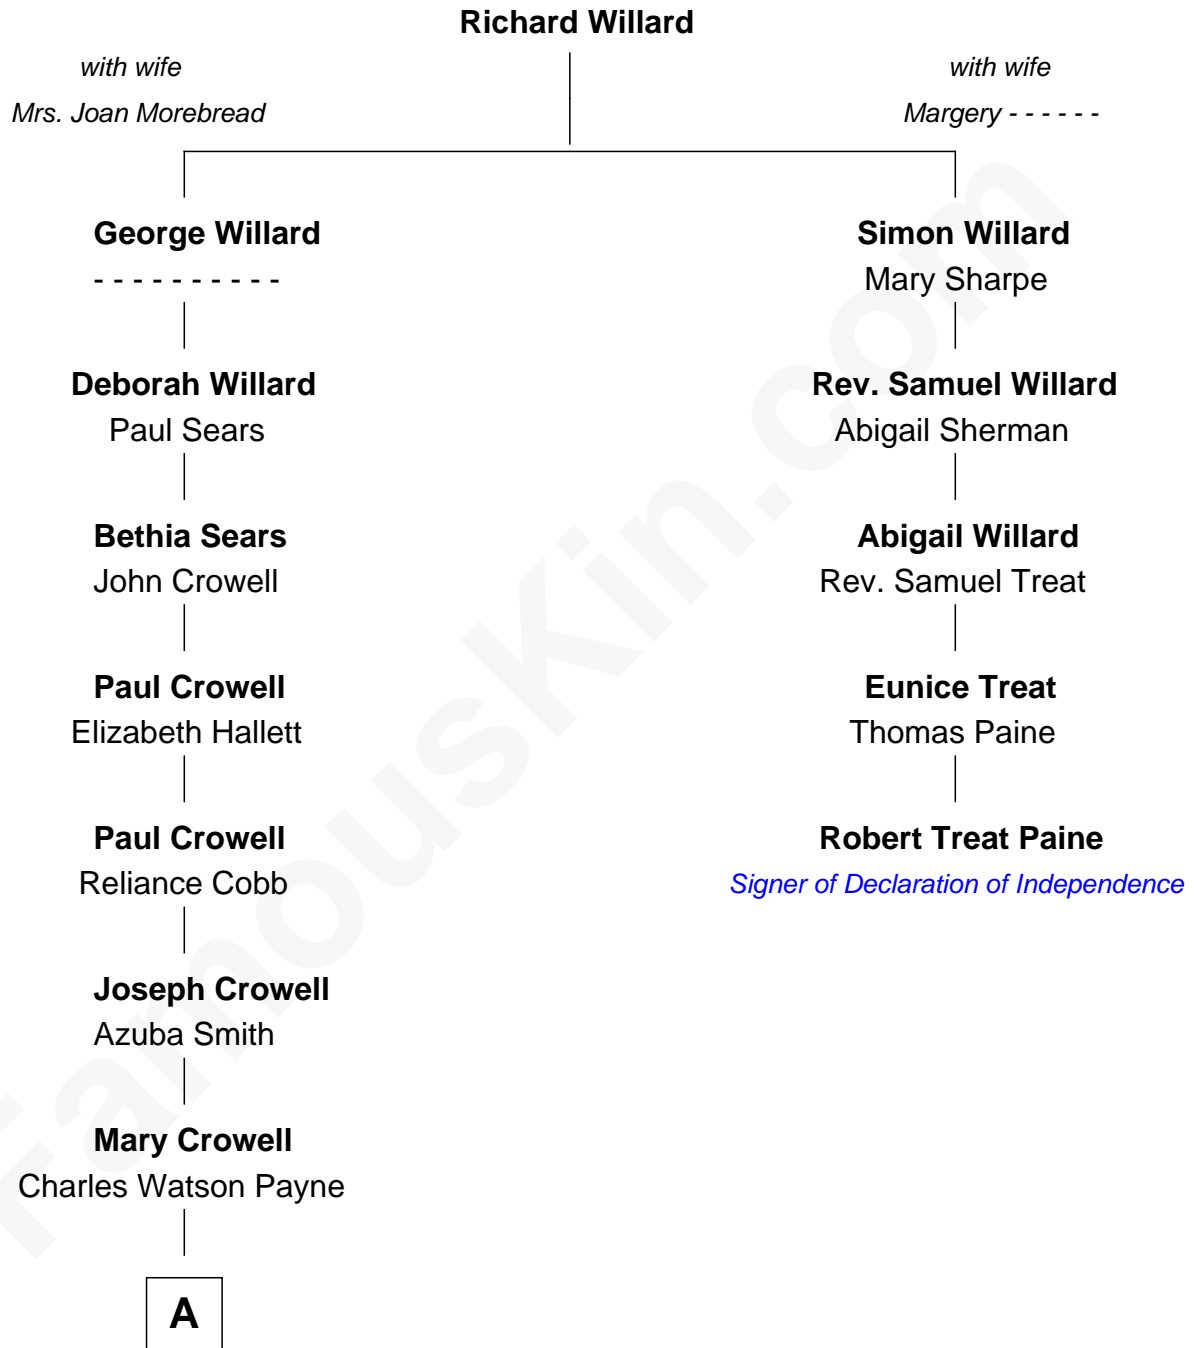 Richard Willard
with wife
Mrs. Joan Morebread
with wife
Margery - - - - - -
George Willard
- - - - - - - - - -
Simon Willard
Mary Sharpe
Deborah Willard
Paul Sears
Rev. Samuel Willard
Abigail Sherman
Bethia Sears
John Crowell
Abigail Willard
Rev. Samuel Treat
Paul Crowell
Elizabeth Hallett
Eunice Treat
Thomas Paine
Paul Crowell
Reliance Cobb
Robert Treat Paine
Signer of Declaration of Independence
Joseph Crowell
Azuba Smith
Mary Crowell
Charles Watson Payne
A
FamousKin.com